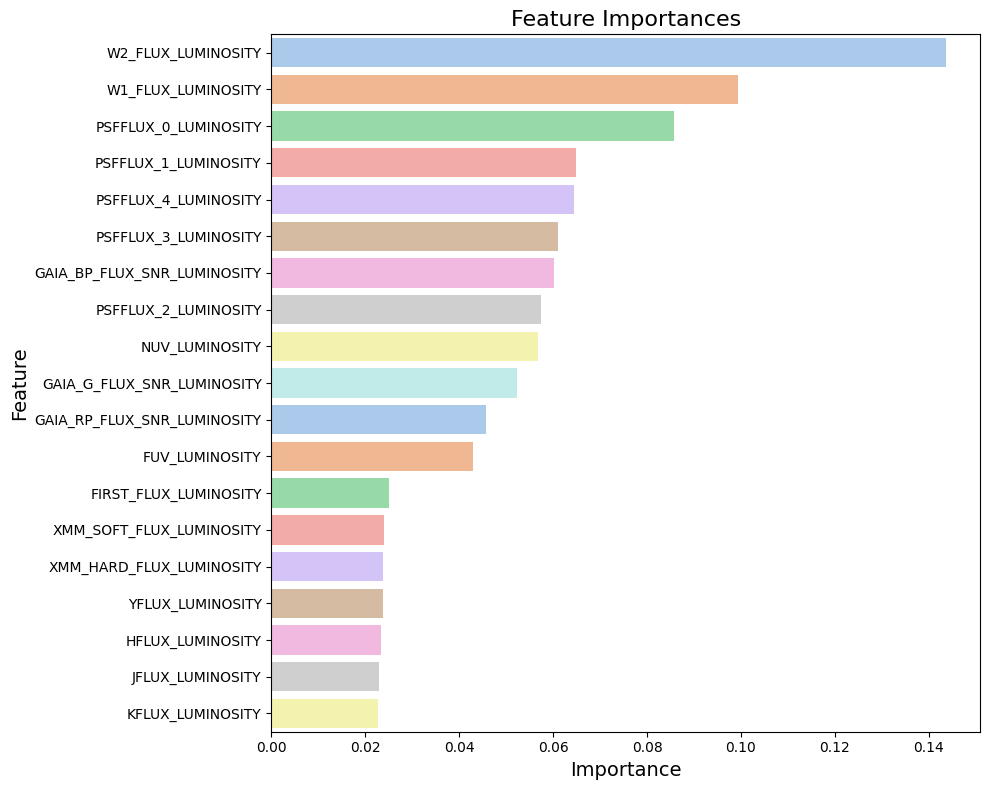 Feature Importances
W2_FLUX_LUMINOSITY
W1_FLUX_LUMINOSITY
PSFFLUX_0_LUMINOSITY
PSFFLUX_1_LUMINOSITY
PSFFLUX_4_LUMINOSITY
PSFFLUX_3_LUMINOSITY
GAIA_BP_FLUX_SNR_LUMINOSITY
PSFFLUX_2_LUMINOSITY
NUV_LUMINOSITY
GAIA_G_FLUX_SNR_LUMINOSITY
GAIA_RP_FLUX_SNR_LUMINOSITY
FUV_LUMINOSITY
FIRST_FLUX_LUMINOSITY
XMM_SOFT_FLUX_LUMINOSITY
XMM_HARD_FLUX_LUMINOSITY
YFLUX_LUMINOSITY
HFLUX_LUMINOSITY
JFLUX_LUMINOSITY
KFLUX_LUMINOSITY
Feature
0.00 0.02 0.04 0.06 0.08 0.10 0.12 0.14
Importance